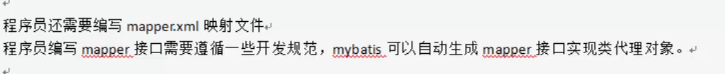 程序员还需要编写 mapper.xml 映射文件
程序员编写 mapper 接口需要遵循一些开发规范，mybatis 可以自动生成 mapper 接口实现类代理对象。